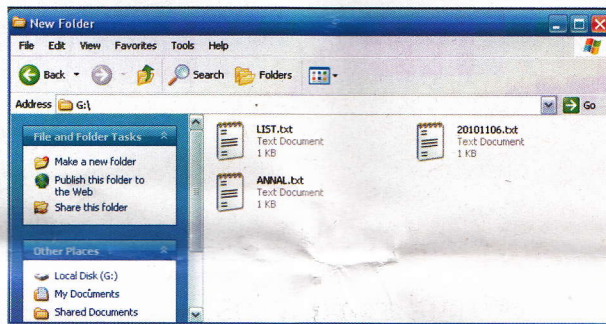 New Folder
File Edit View Favorites Tools Help
Back Search Folders
Address G:\ Go
File and Folder Tasks
Make a new folder
Publish this folder to
the Web
Share this folder
Other Places
Local Disk (G:)
My Documents
Shared Documents
LIST.txt
Text Document
1 KB
20101106.txt
Text Document
1 KB
ANNAL.txt
Text Document
1 KB